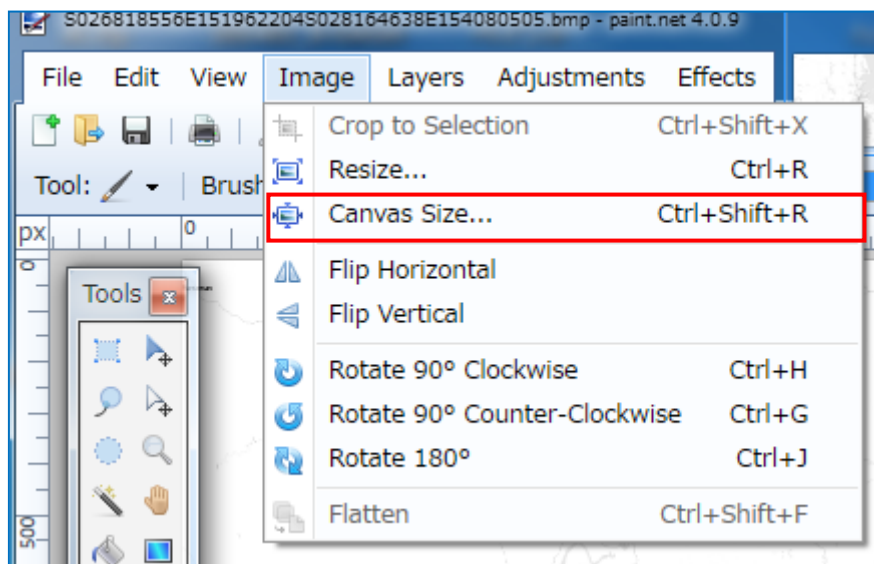 S026818556E151962204S028164638E154080505.bmp - paint.net 4.0.9
File Edit View Image Layers Adjustments Effects
Crop to Selection Ctrl+Shift+X
Resize... Ctrl+R
Tool: Brush
Canvas Size... Ctrl+Shift+R
px 0
0
Flip Horizontal
Tools
Flip Vertical
Rotate 90° Clockwise Ctrl+H
Rotate 90° Counter-Clockwise Ctrl+G
Rotate 180° Ctrl+J
Flatten Ctrl+Shift+F
500